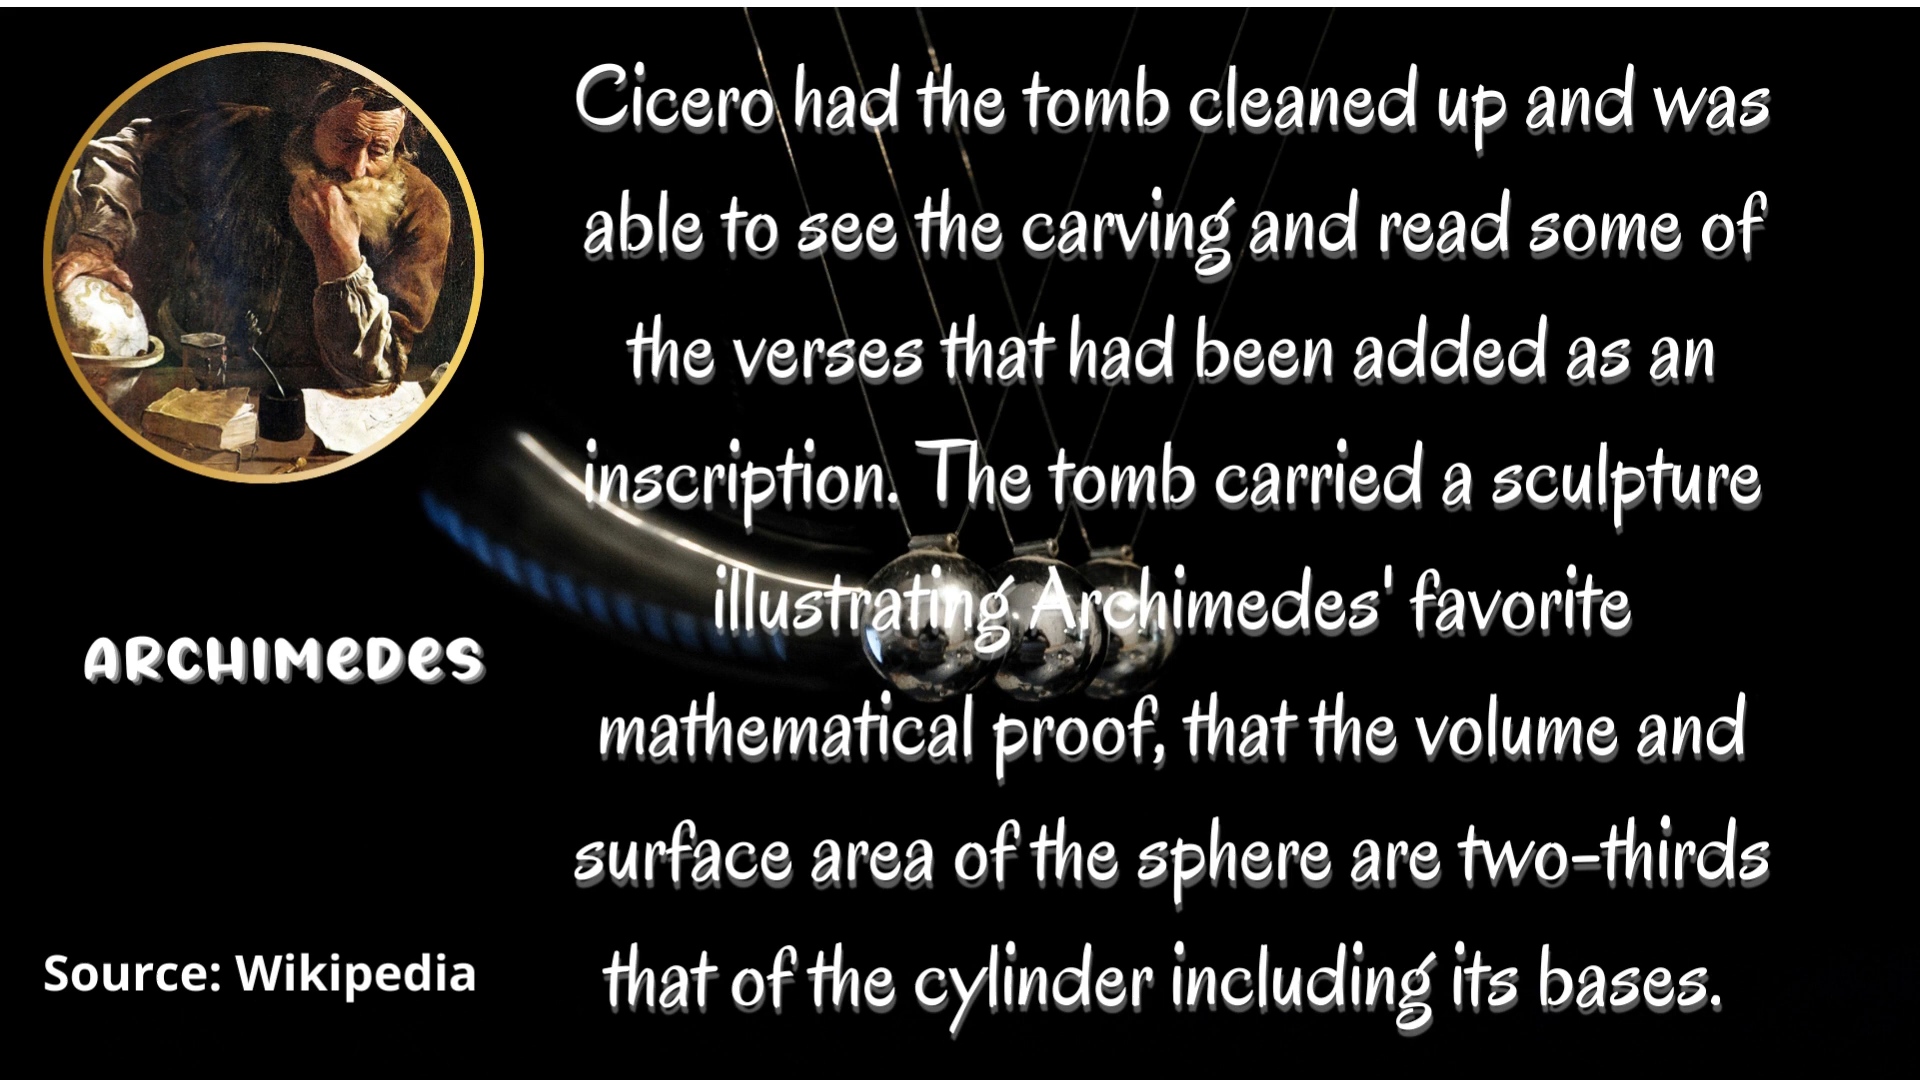 Cicero had the tomb cleaned up and was
able to see the carving and read some of
the verses that had been added as an
inscription. The tomb carried a sculpture
illustrating Archimedes' favorite
mathematical proof, that the volume and
surface area of the sphere are two-thirds
that of the cylinder including its bases.
ARCHIMEDES
Source: Wikipedia